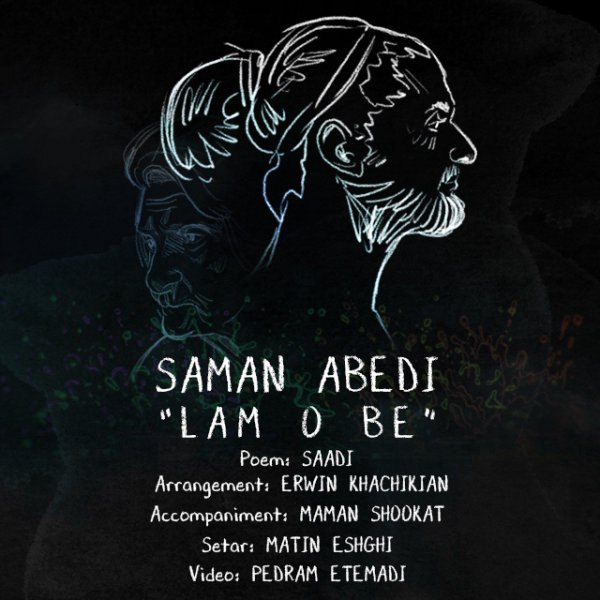 SAMAN ABEDI
"LAM O BE"
Poem: SAADI
Arrangement: ERWIN KHACHIKIAN
Accompaniment: MAMAN SHOOKAT
Setar: MATIN ESHGHI
Video: PEDRAM ETEMADI